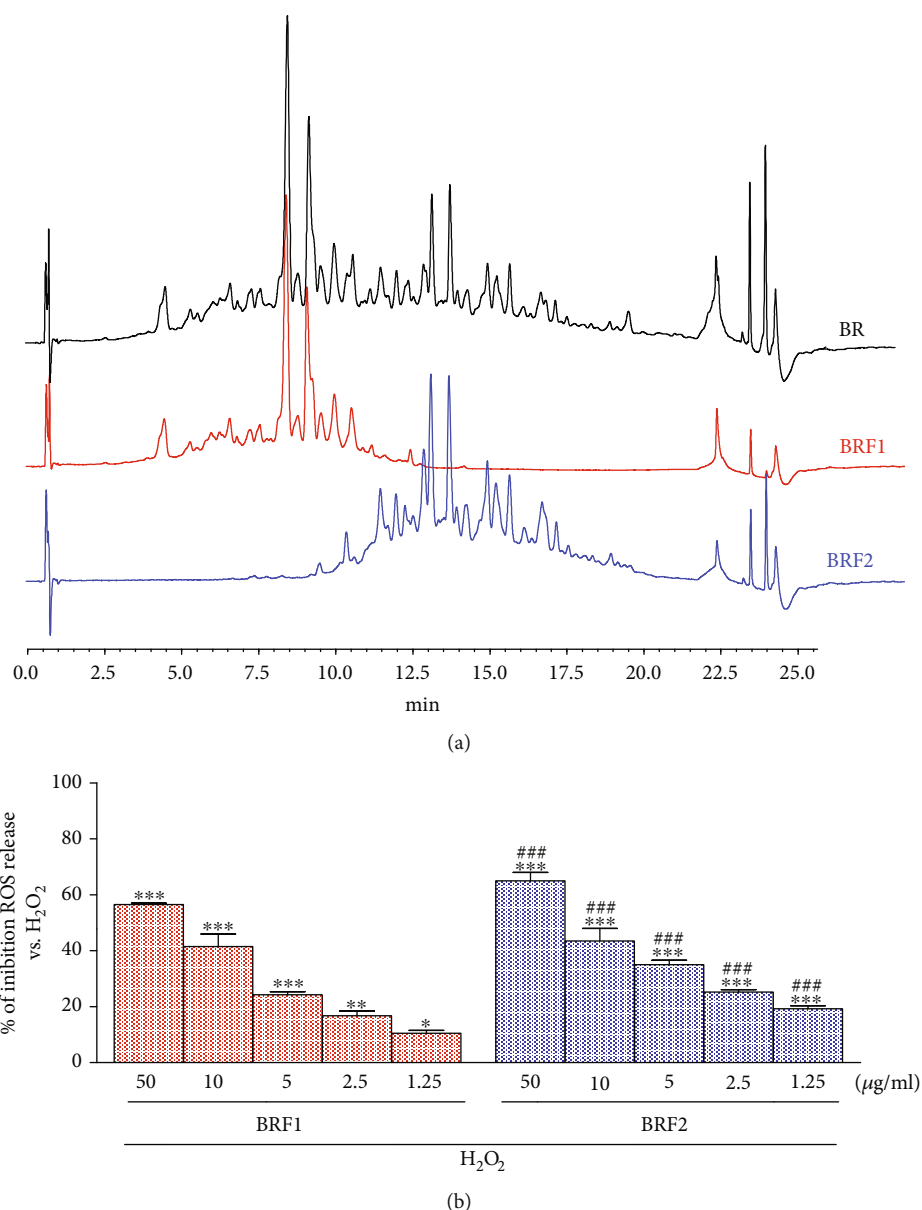 BR
BRF1
BRF2
0.0 2.5 5.0 7.5 10.0 12.5 15.0 17.5 20.0 22.5 25.0
min
(a)
% of inibition ROS release
vs. H₂O₂
100
80
60
40
20
0
*** *** *** ** *
### ### ### ### ###
*** *** *** *** ***
50 10 5 2.5 1.25 50 10 5 2.5 1.25 (μg/ml)
BRF1 BRF2
H₂O₂
(b)